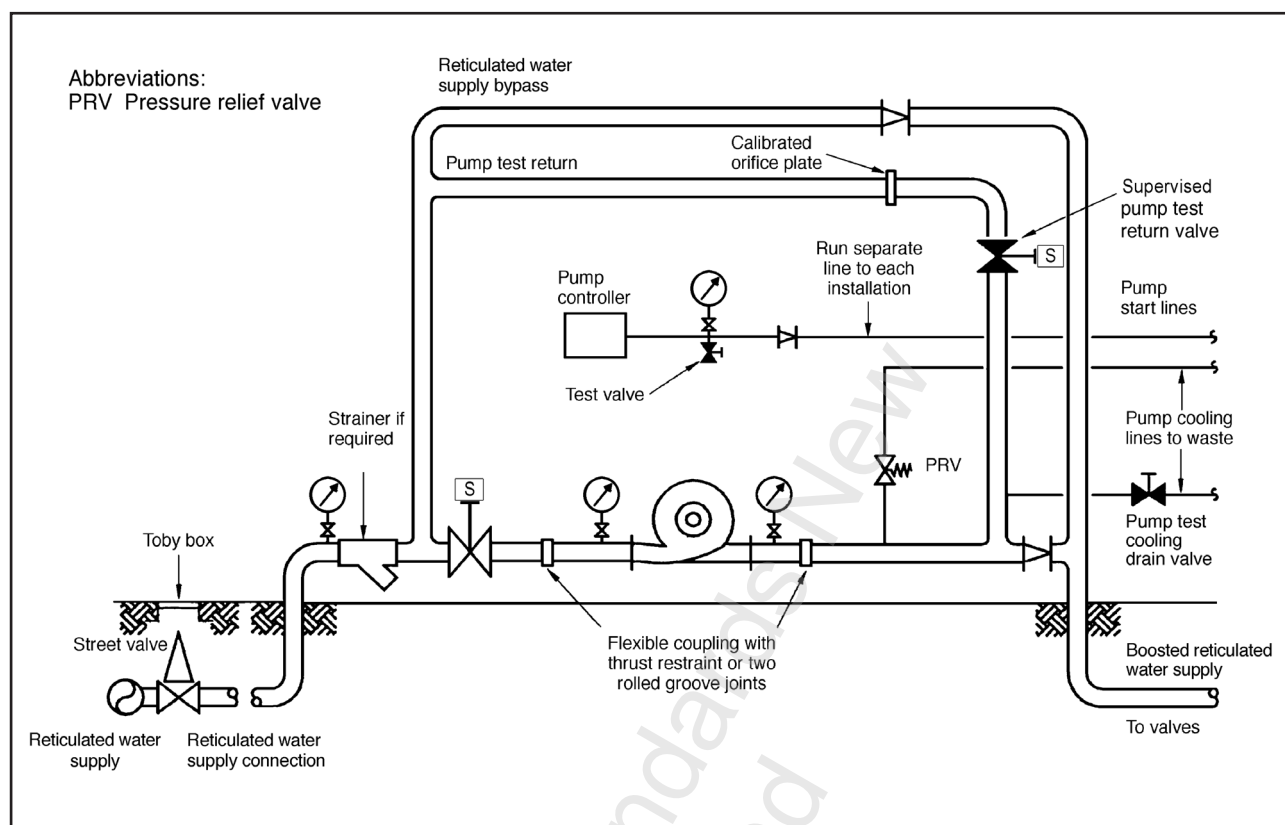 Abbreviations:
PRV Pressure relief valve
Reticulated water
supply bypass
Calibrated
orifice plate
Pump test return
Supervised
pump test
return valve
S
Run separate
line to each
installation
Pump
controller
Pump
start lines
Test valve
Strainer if
required
Pump cooling
lines to waste
PRV
S
Pump test
cooling
drain valve
Toby box
Street valve
Flexible coupling with
thrust restraint or two
rolled groove joints
Boosted reticulated
water supply
To valves
Reticulated water
supply
Reticulated water
supply connection
ndards New